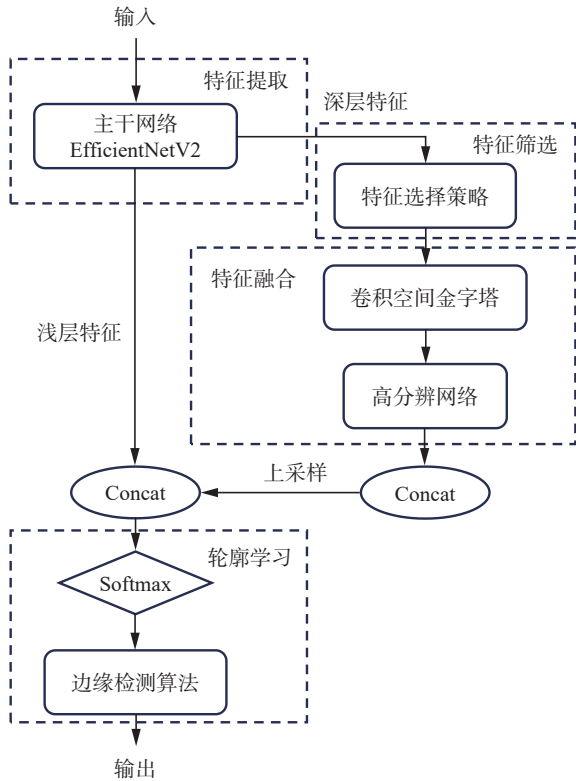 输入
特征提取
主干网络
EfficientNetV2
深层特征
特征筛选
特征选择策略
特征融合
卷积空间金字塔
浅层特征
高分辨网络
上采样
Concat
Concat
轮廓学习
Softmax
边缘检测算法
输出